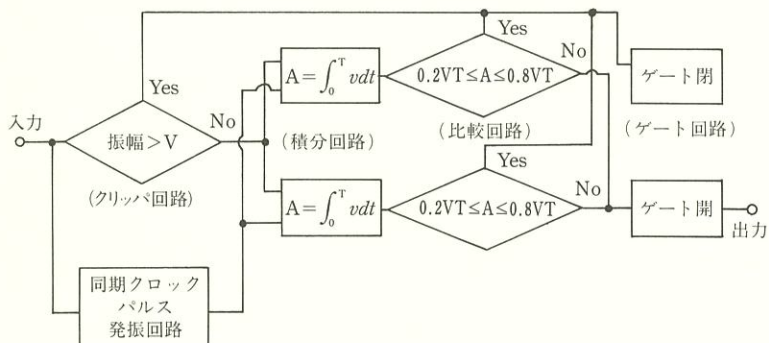 Yes
A=∫₀ᵀvdt
0.2VT≤A≤0.8VT
No
ゲート閉
Yes
入力
振幅>V
No
(積分回路)
(比較回路)
(ゲート回路)
(クリッパ回路)
Yes
A=∫₀ᵀvdt
0.2VT≤A≤0.8VT
No
ゲート開
出力
同期クロック
パルス
発振回路